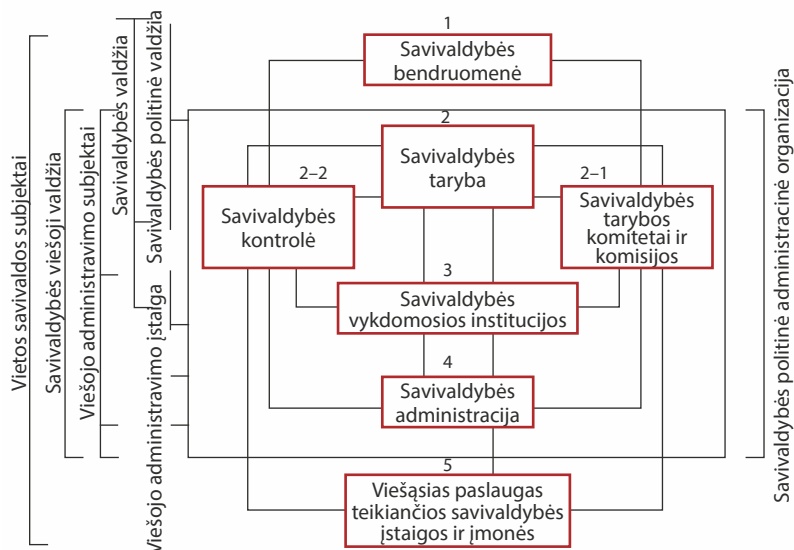 Vietos savivaldos subjektai
Savivaldybės viešoji valdžia
Viešojo administravimo subjektai
Savivaldybės valdžia
Savivaldybės politinė valdžia
Viešojo administravimo įstaiga
1
Savivaldybės
bendruomenė
2
Savivaldybės
taryba
2–2
Savivaldybės
kontrolė
2–1
Savivaldybės
tarybos
komitetai ir
komisijos
3
Savivaldybės
vykdomosios institucijos
4
Savivaldybės
administracija
5
Viešąsias paslaugas
teikiančios savivaldybės
įstaigos ir įmonės
Savivaldybės politinė administracinė organizacija